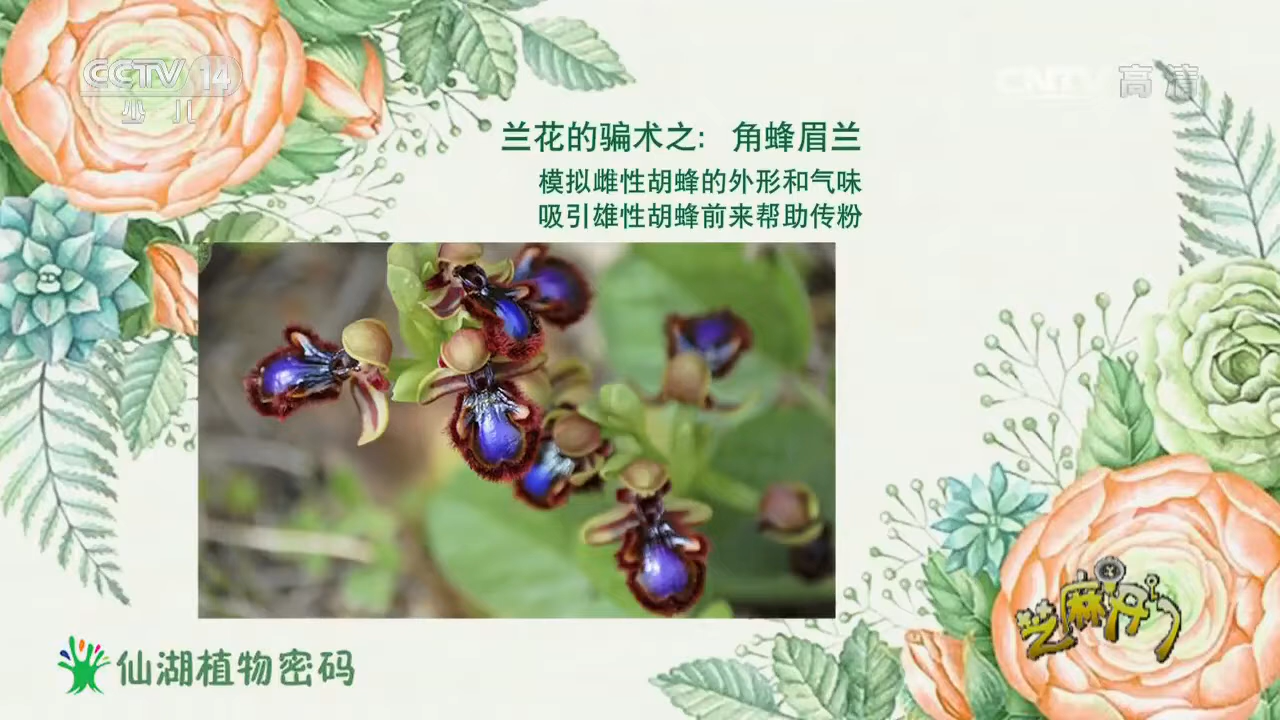 CCTV 14
少儿
CNTV 高清
兰花的骗术之: 角蜂眉兰
模拟雌性胡蜂的外形和气味
吸引雄性胡蜂前来帮助传粉
仙湖植物密码
芝麻开门